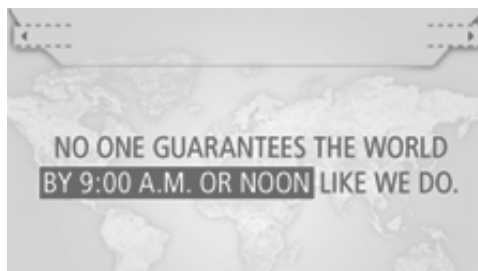 NO ONE GUARANTEES THE WORLD
BY 9:00 A.M. OR NOON LIKE WE DO.